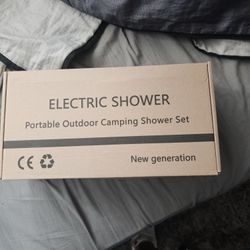 ELECTRIC SHOWER
Portable Outdoor Camping Shower Set
CE New generation